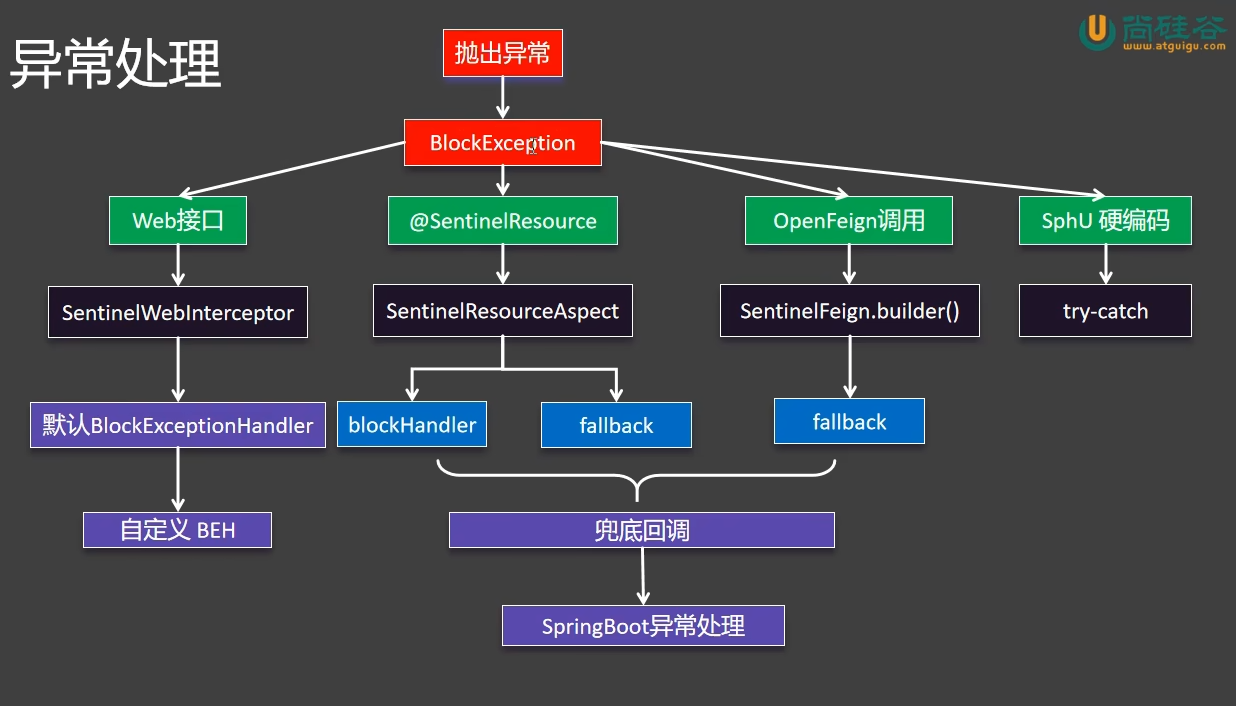 异常处理
抛出异常
尚硅谷
www.atguigu.com
BlockException
Web接口
@SentinelResource
OpenFeign调用
SphU 硬编码
SentinelWebInterceptor
SentinelResourceAspect
SentinelFeign.builder()
try-catch
默认BlockExceptionHandler
blockHandler
fallback
fallback
自定义 BEH
兜底回调
SpringBoot异常处理